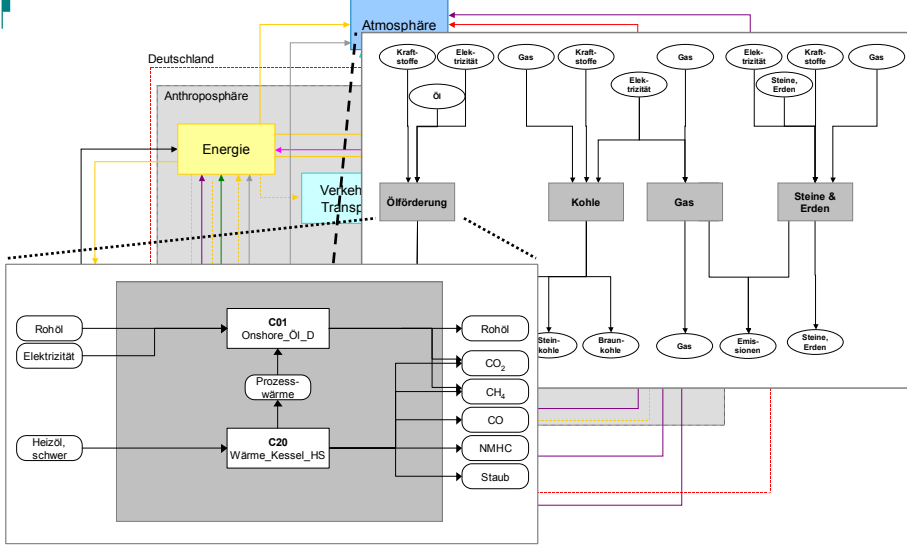 Atmosphäre
Deutschland
Anthroposphäre
Energie
Verkeh
Transp
Kraft-
stoffe
Elek-
trizität
Gas
Kraft-
stoffe
Gas
Elek-
trizität
Kraft-
stoffe
Gas
Öl
Elek-
trizität
Steine,
Erden
Ölförderung
Kohle
Gas
Steine &
Erden
Stein-
kohle
Braun-
kohle
Gas
Emis-
sionen
Steine,
Erden
Rohöl
Elektrizität
Heizöl,
schwer
C01
Onshore_Öl_D
Prozess-
wärme
C20
Wärme_Kessel_HS
Rohöl
CO₂
CH₄
CO
NMHC
Staub